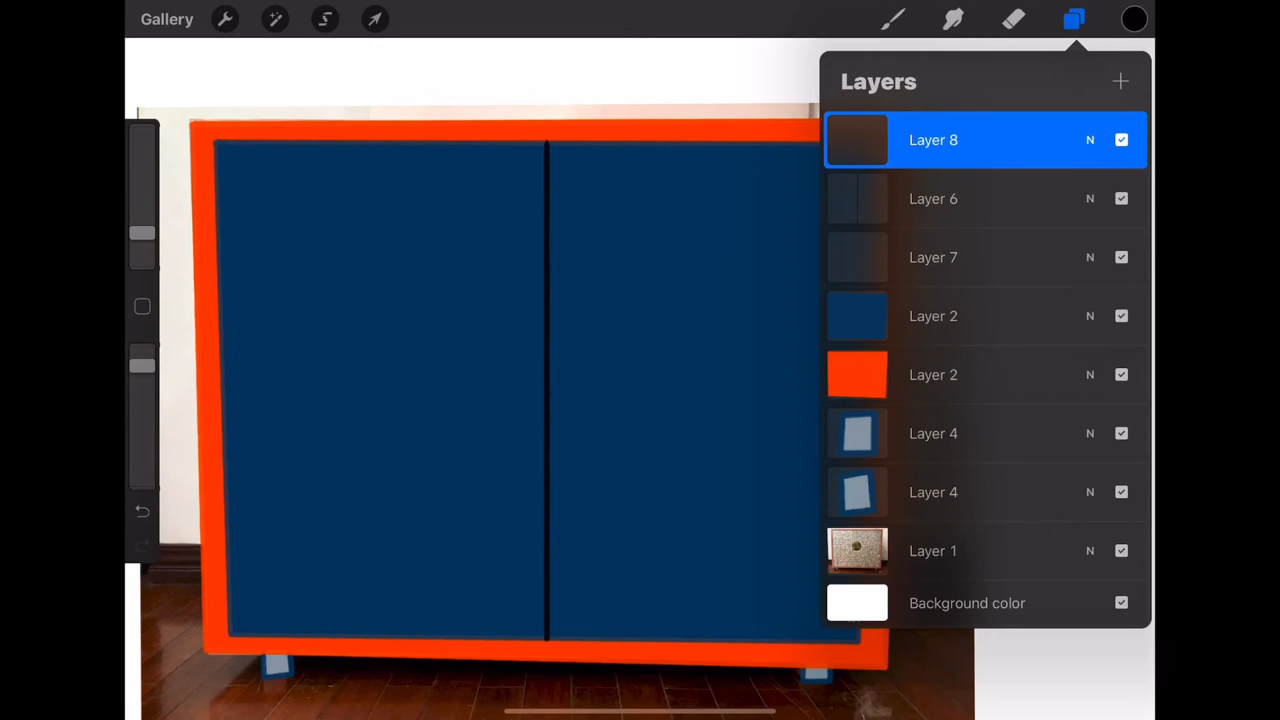 Gallery
Layers
Layer 8 N
Layer 6 N
Layer 7 N
Layer 2 N
Layer 2 N
Layer 4 N
Layer 4 N
Layer 1 N
Background color